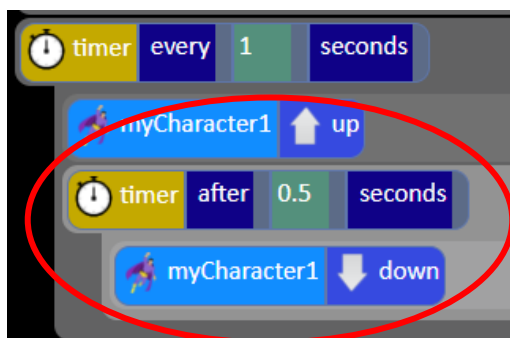 timer every 1 seconds
myCharacter1 up
timer after 0.5 seconds
myCharacter1 down